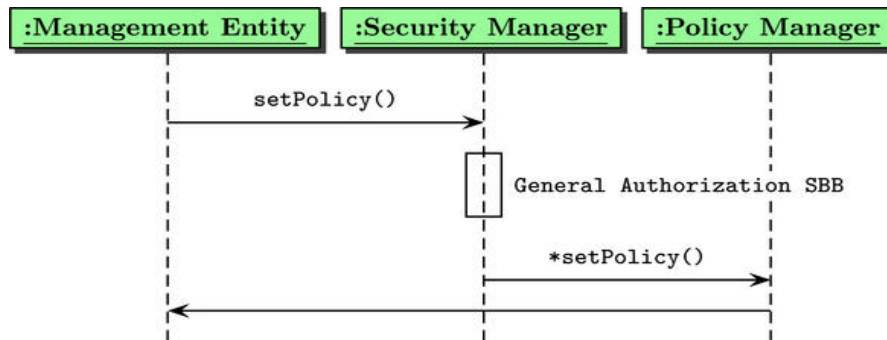 :Management Entity
:Security Manager
:Policy Manager
setPolicy()
General Authorization SBB
*setPolicy()